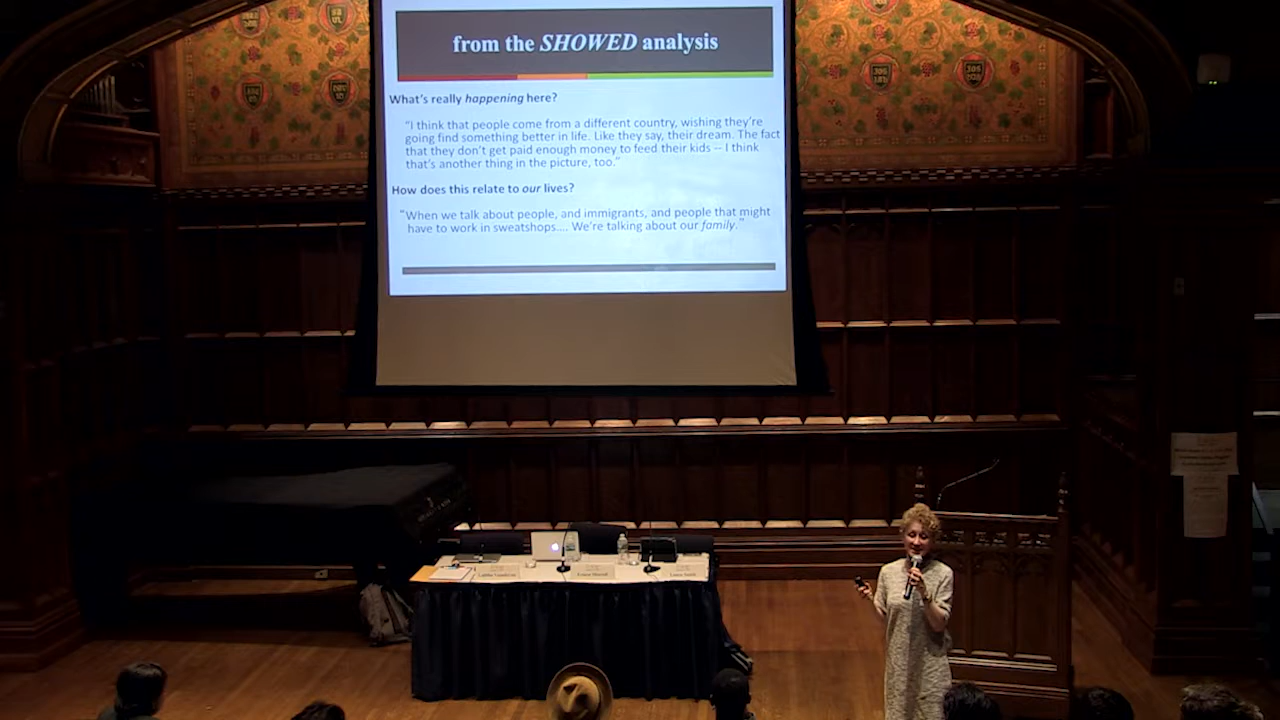 from the SHOWED analysis
What's really happening here?
"I think that people come from a different country, wishing they're
going find something better in life. Like they say, their dream. The fact
that they don't get paid enough money to feed their kids -- I think
that's another thing in the picture, too."
How does this relate to our lives?
"When we talk about people, and immigrants, and people that might
have to work in sweatshops.... We're talking about our family."